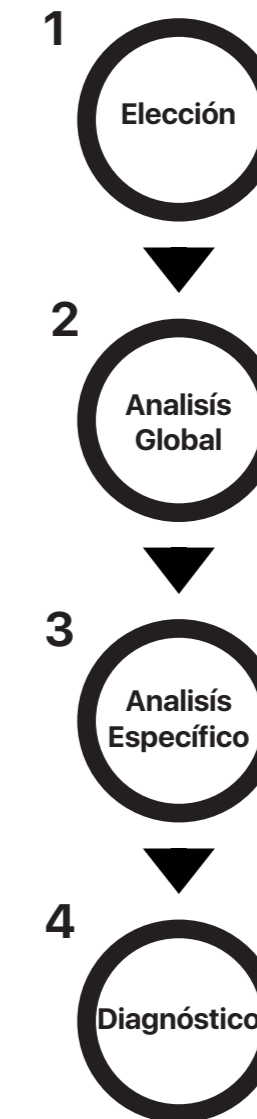 1
Elección
2
Analisís
Global
3
Analisís
Específico
4
Diagnóstico